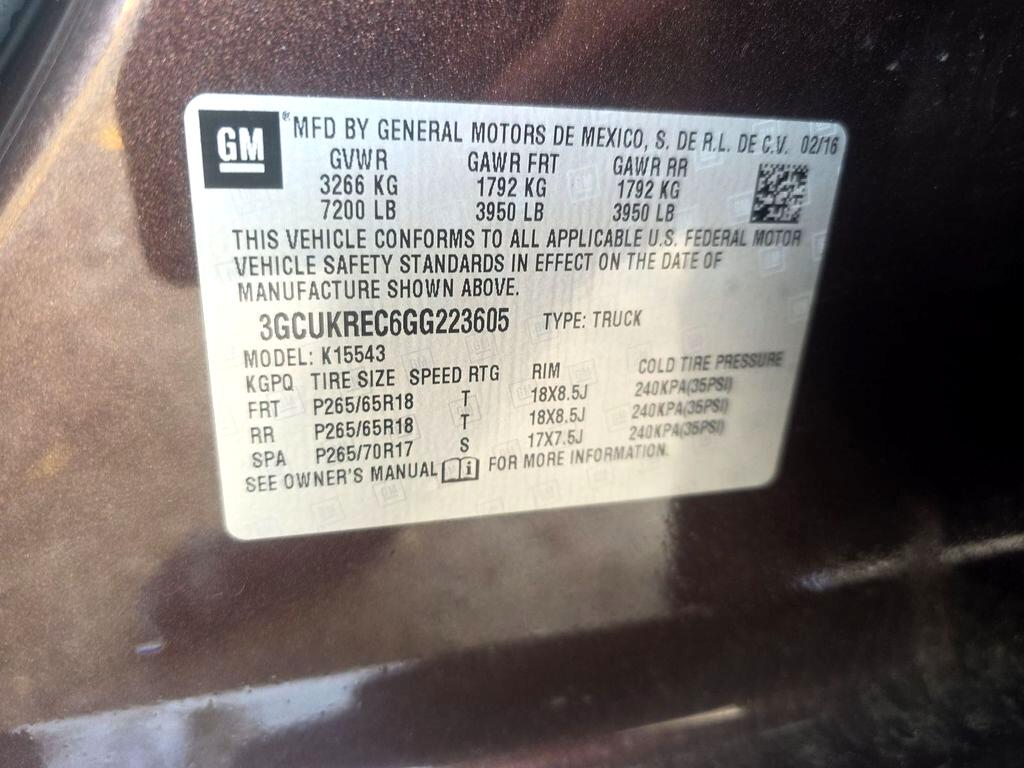 GM ® MFD BY GENERAL MOTORS DE MEXICO, S. DE R.L. DE C.V. 02/16
GVWR GAWR FRT GAWR RR
3266 KG 1792 KG 1792 KG
7200 LB 3950 LB 3950 LB
THIS VEHICLE CONFORMS TO ALL APPLICABLE U.S. FEDERAL MOTOR
VEHICLE SAFETY STANDARDS IN EFFECT ON THE DATE OF
MANUFACTURE SHOWN ABOVE.
3GCUKREC6GG223605 TYPE: TRUCK
MODEL: K15543
KGPQ TIRE SIZE SPEED RTG RIM COLD TIRE PRESSURE
FRT P265/65R18 T 18X8.5J 240KPA(35PSI)
RR P265/65R18 T 18X8.5J 240KPA(35PSI)
SPA P265/70R17 S 17X7.5J 240KPA(35PSI)
SEE OWNER'S MANUAL i FOR MORE INFORMATION.